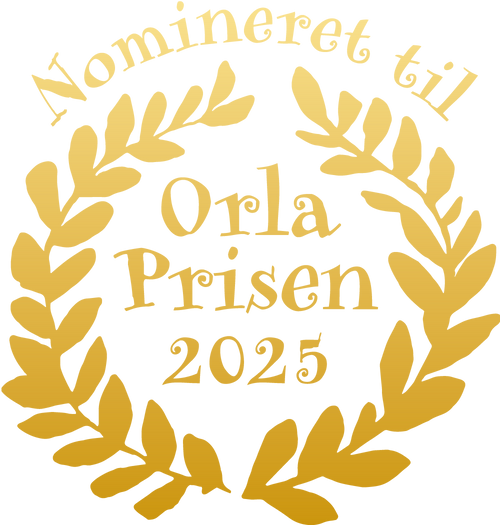 Nomineret til
Orla
Prisen
2025